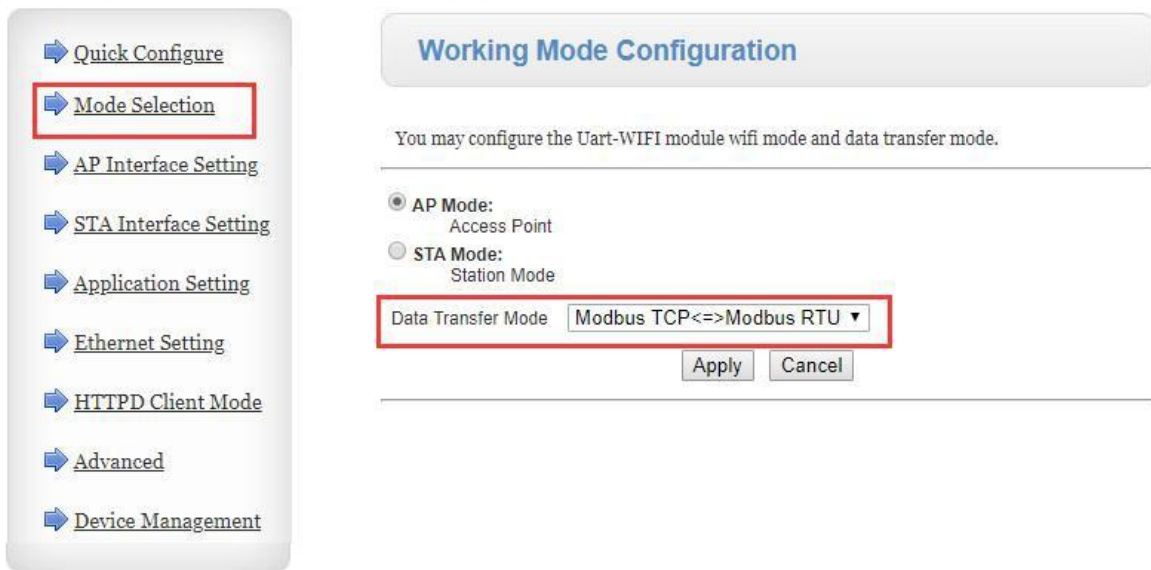 Quick Configure
Mode Selection
AP Interface Setting
STA Interface Setting
Application Setting
Ethernet Setting
HTTPD Client Mode
Advanced
Device Management
Working Mode Configuration
You may configure the Uart-WIFI module wifi mode and data transfer mode.
AP Mode:
Access Point
STA Mode:
Station Mode
Data Transfer Mode Modbus TCP<=>Modbus RTU ▼
Apply Cancel